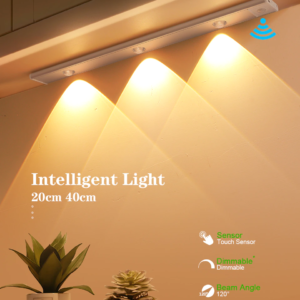 Intelligent Light
20cm 40cm
Sensor
Touch Sensor
Dimmable
Dimmable
Beam Angle
120°